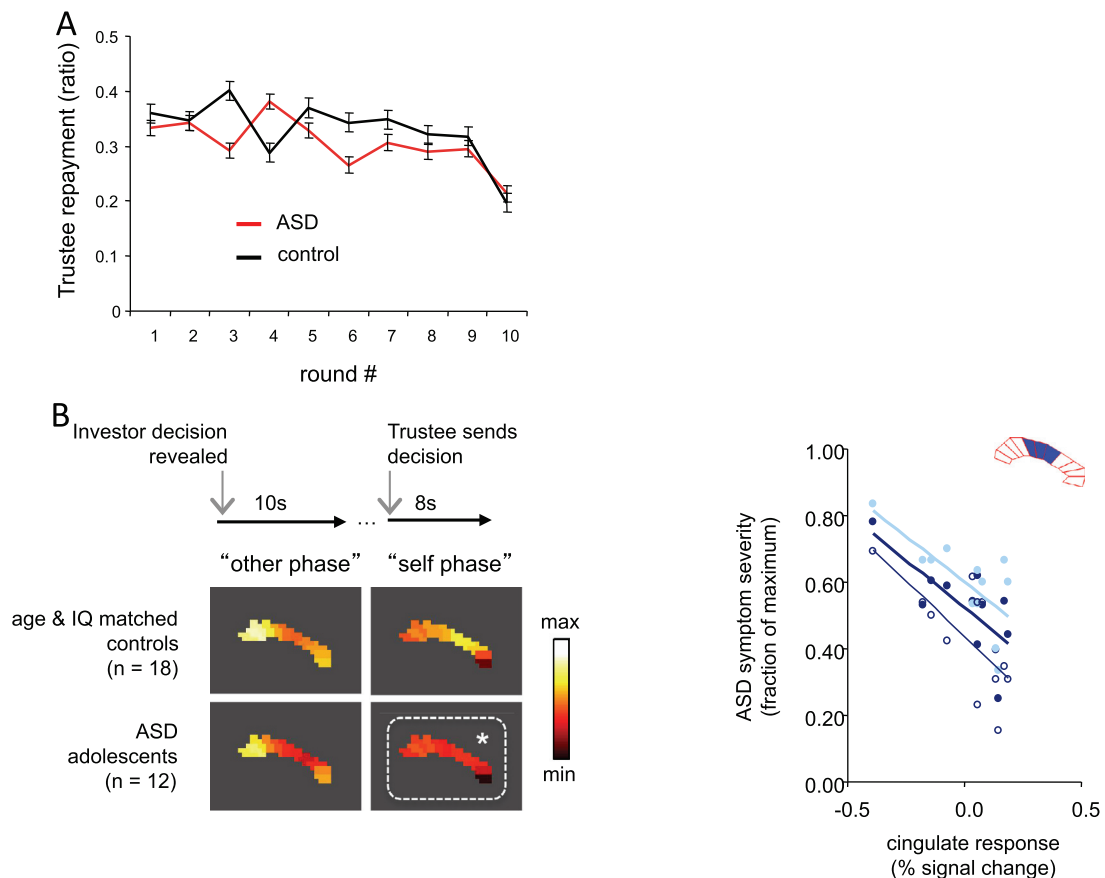 A
Trustee repayment (ratio)
0.5
0.4
0.3
0.2
0.1
0
ASD
control
1 2 3 4 5 6 7 8 9 10
round #
B
Investor decision
revealed
Trustee sends
decision
10s
...
8s
“other phase”
“self phase”
age & IQ matched
controls
(n = 18)
ASD
adolescents
(n = 12)
*
max
min
ASD symptom severity
(fraction of maximum)
1.00
0.80
0.60
0.40
0.20
0.00
-0.5 0.0 0.5
cingulate response
(% signal change)